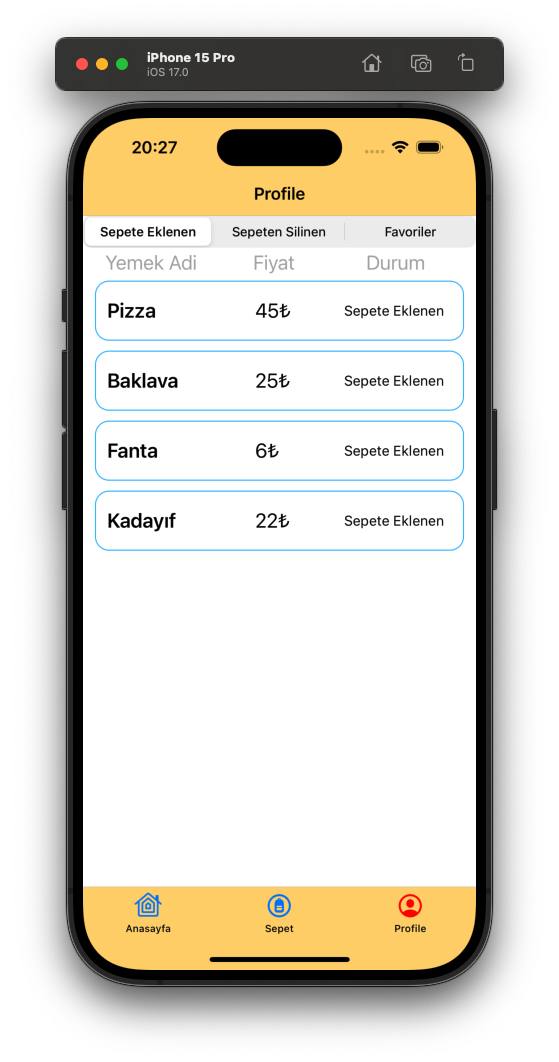 iPhone 15 Pro
iOS 17.0
20:27
Profile
Sepete Eklenen Sepeten Silinen Favoriler
Yemek Adi Fiyat Durum
Pizza 45₺ Sepete Eklenen
Baklava 25₺ Sepete Eklenen
Fanta 6₺ Sepete Eklenen
Kadayıf 22₺ Sepete Eklenen
Anasayfa Sepet Profile